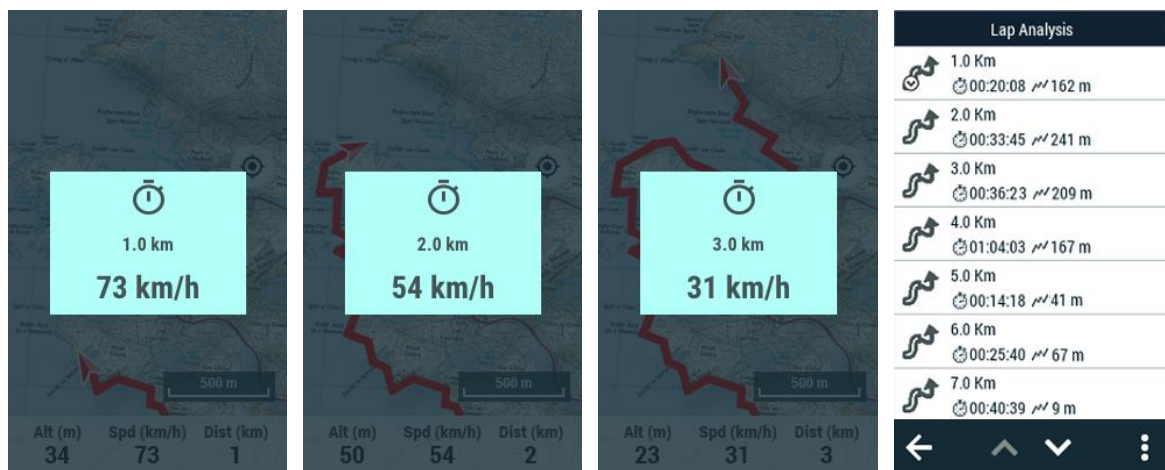 1.0 km
73 km/h
500 m
Alt (m) Spd (km/h) Dist (km)
34 73 1
2.0 km
54 km/h
500 m
Alt (m) Spd (km/h) Dist (km)
50 54 2
3.0 km
31 km/h
500 m
Alt (m) Spd (km/h) Dist (km)
23 31 3
Lap Analysis
1.0 Km
00:20:08 162 m
2.0 Km
00:33:45 241 m
3.0 Km
00:36:23 209 m
4.0 Km
01:04:03 167 m
5.0 Km
00:14:18 41 m
6.0 Km
00:25:40 67 m
7.0 Km
00:40:39 9 m